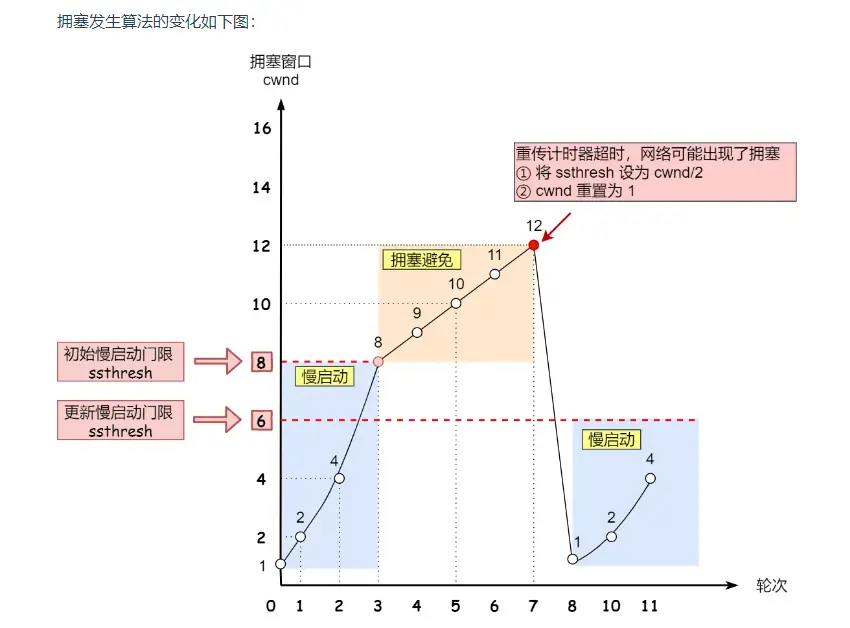 拥塞发生算法的变化如下图：
拥塞窗口
cwnd
16
14
12
10
8
6
4
2
1
0
重传计时器超时，网络可能出现了拥塞
① 将 ssthresh 设为 cwnd/2
② cwnd 重置为 1
12
11
10
9
8
拥塞避免
初始慢启动门限
ssthresh
慢启动
更新慢启动门限
ssthresh
慢启动
4
2
4
2
1
1 2 3 4 5 6 7 8 10 11
轮次